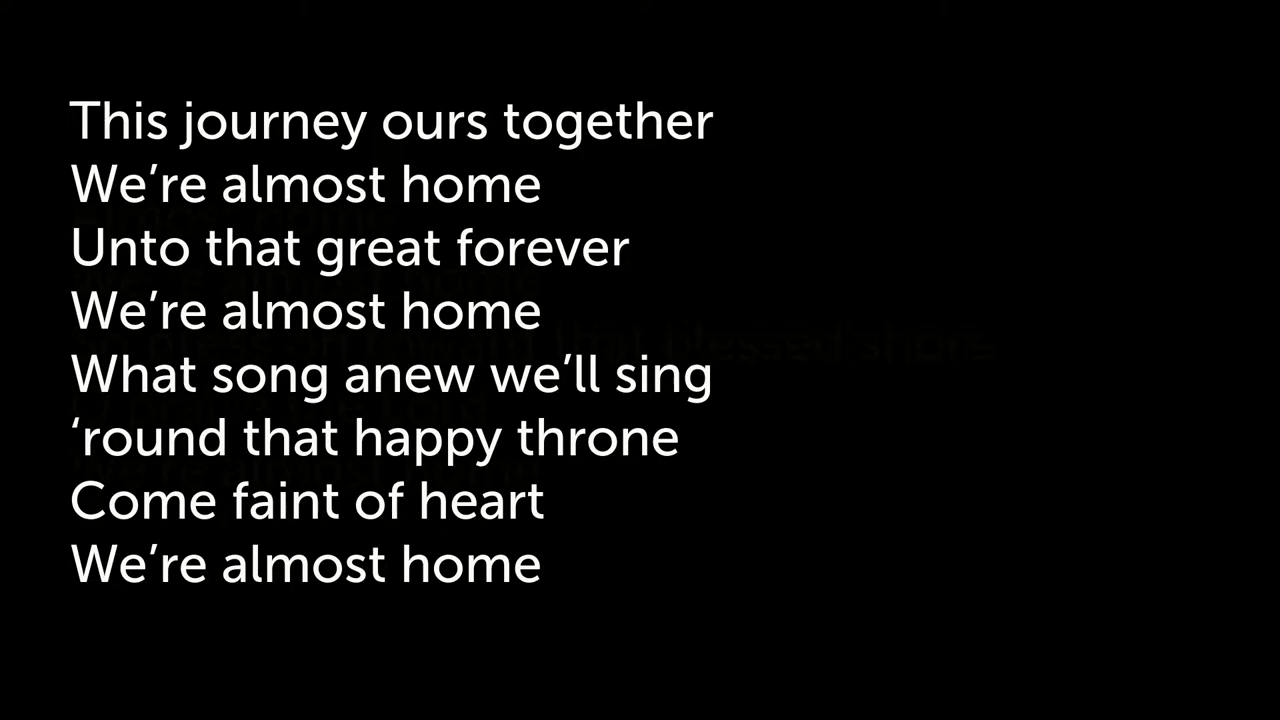 This journey ours together
We’re almost home
Unto that great forever
We’re almost home
What song anew we’ll sing
‘round that happy throne
Come faint of heart
We’re almost home